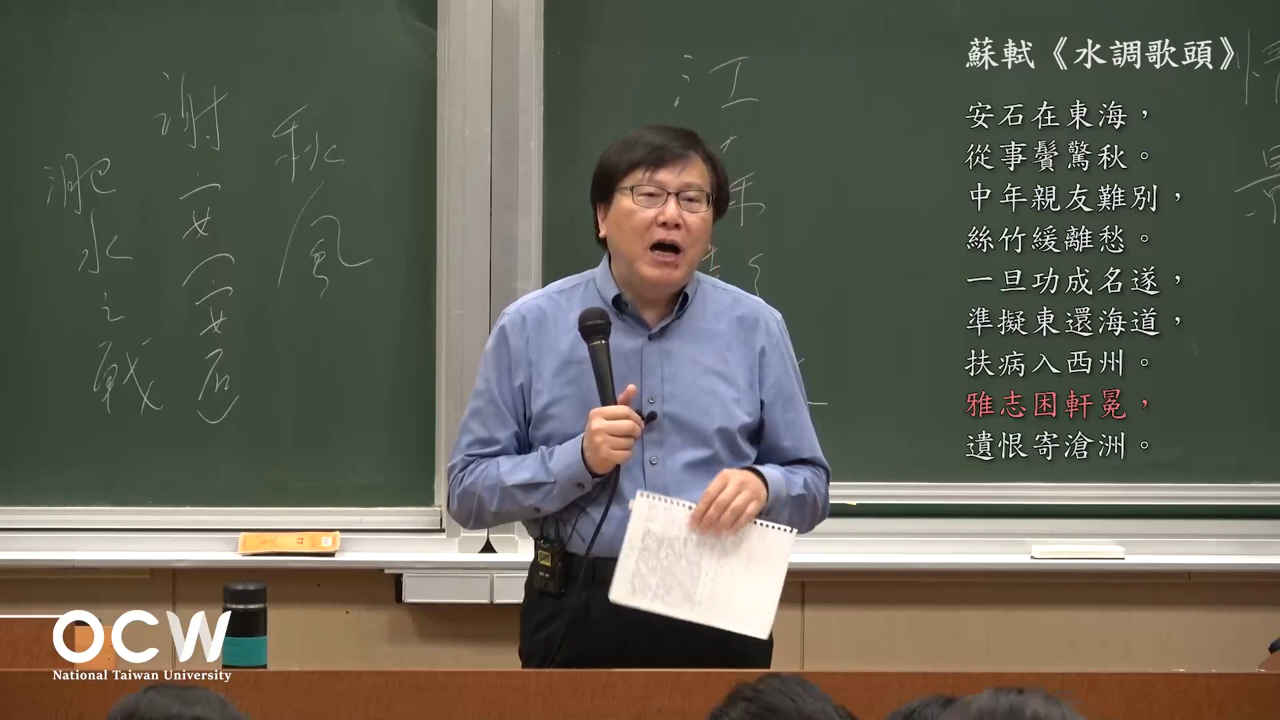 蘇軾《水調歌頭》
安石在東海，
從事鬢驚秋。
中年親友難別，
絲竹緩離愁。
一旦功成名遂，
準擬東還海道，
扶病入西州。
雅志困軒冕，
遺恨寄滄洲。
秋風
謝安(安石)
淝水之戰
江
OCW
National Taiwan University